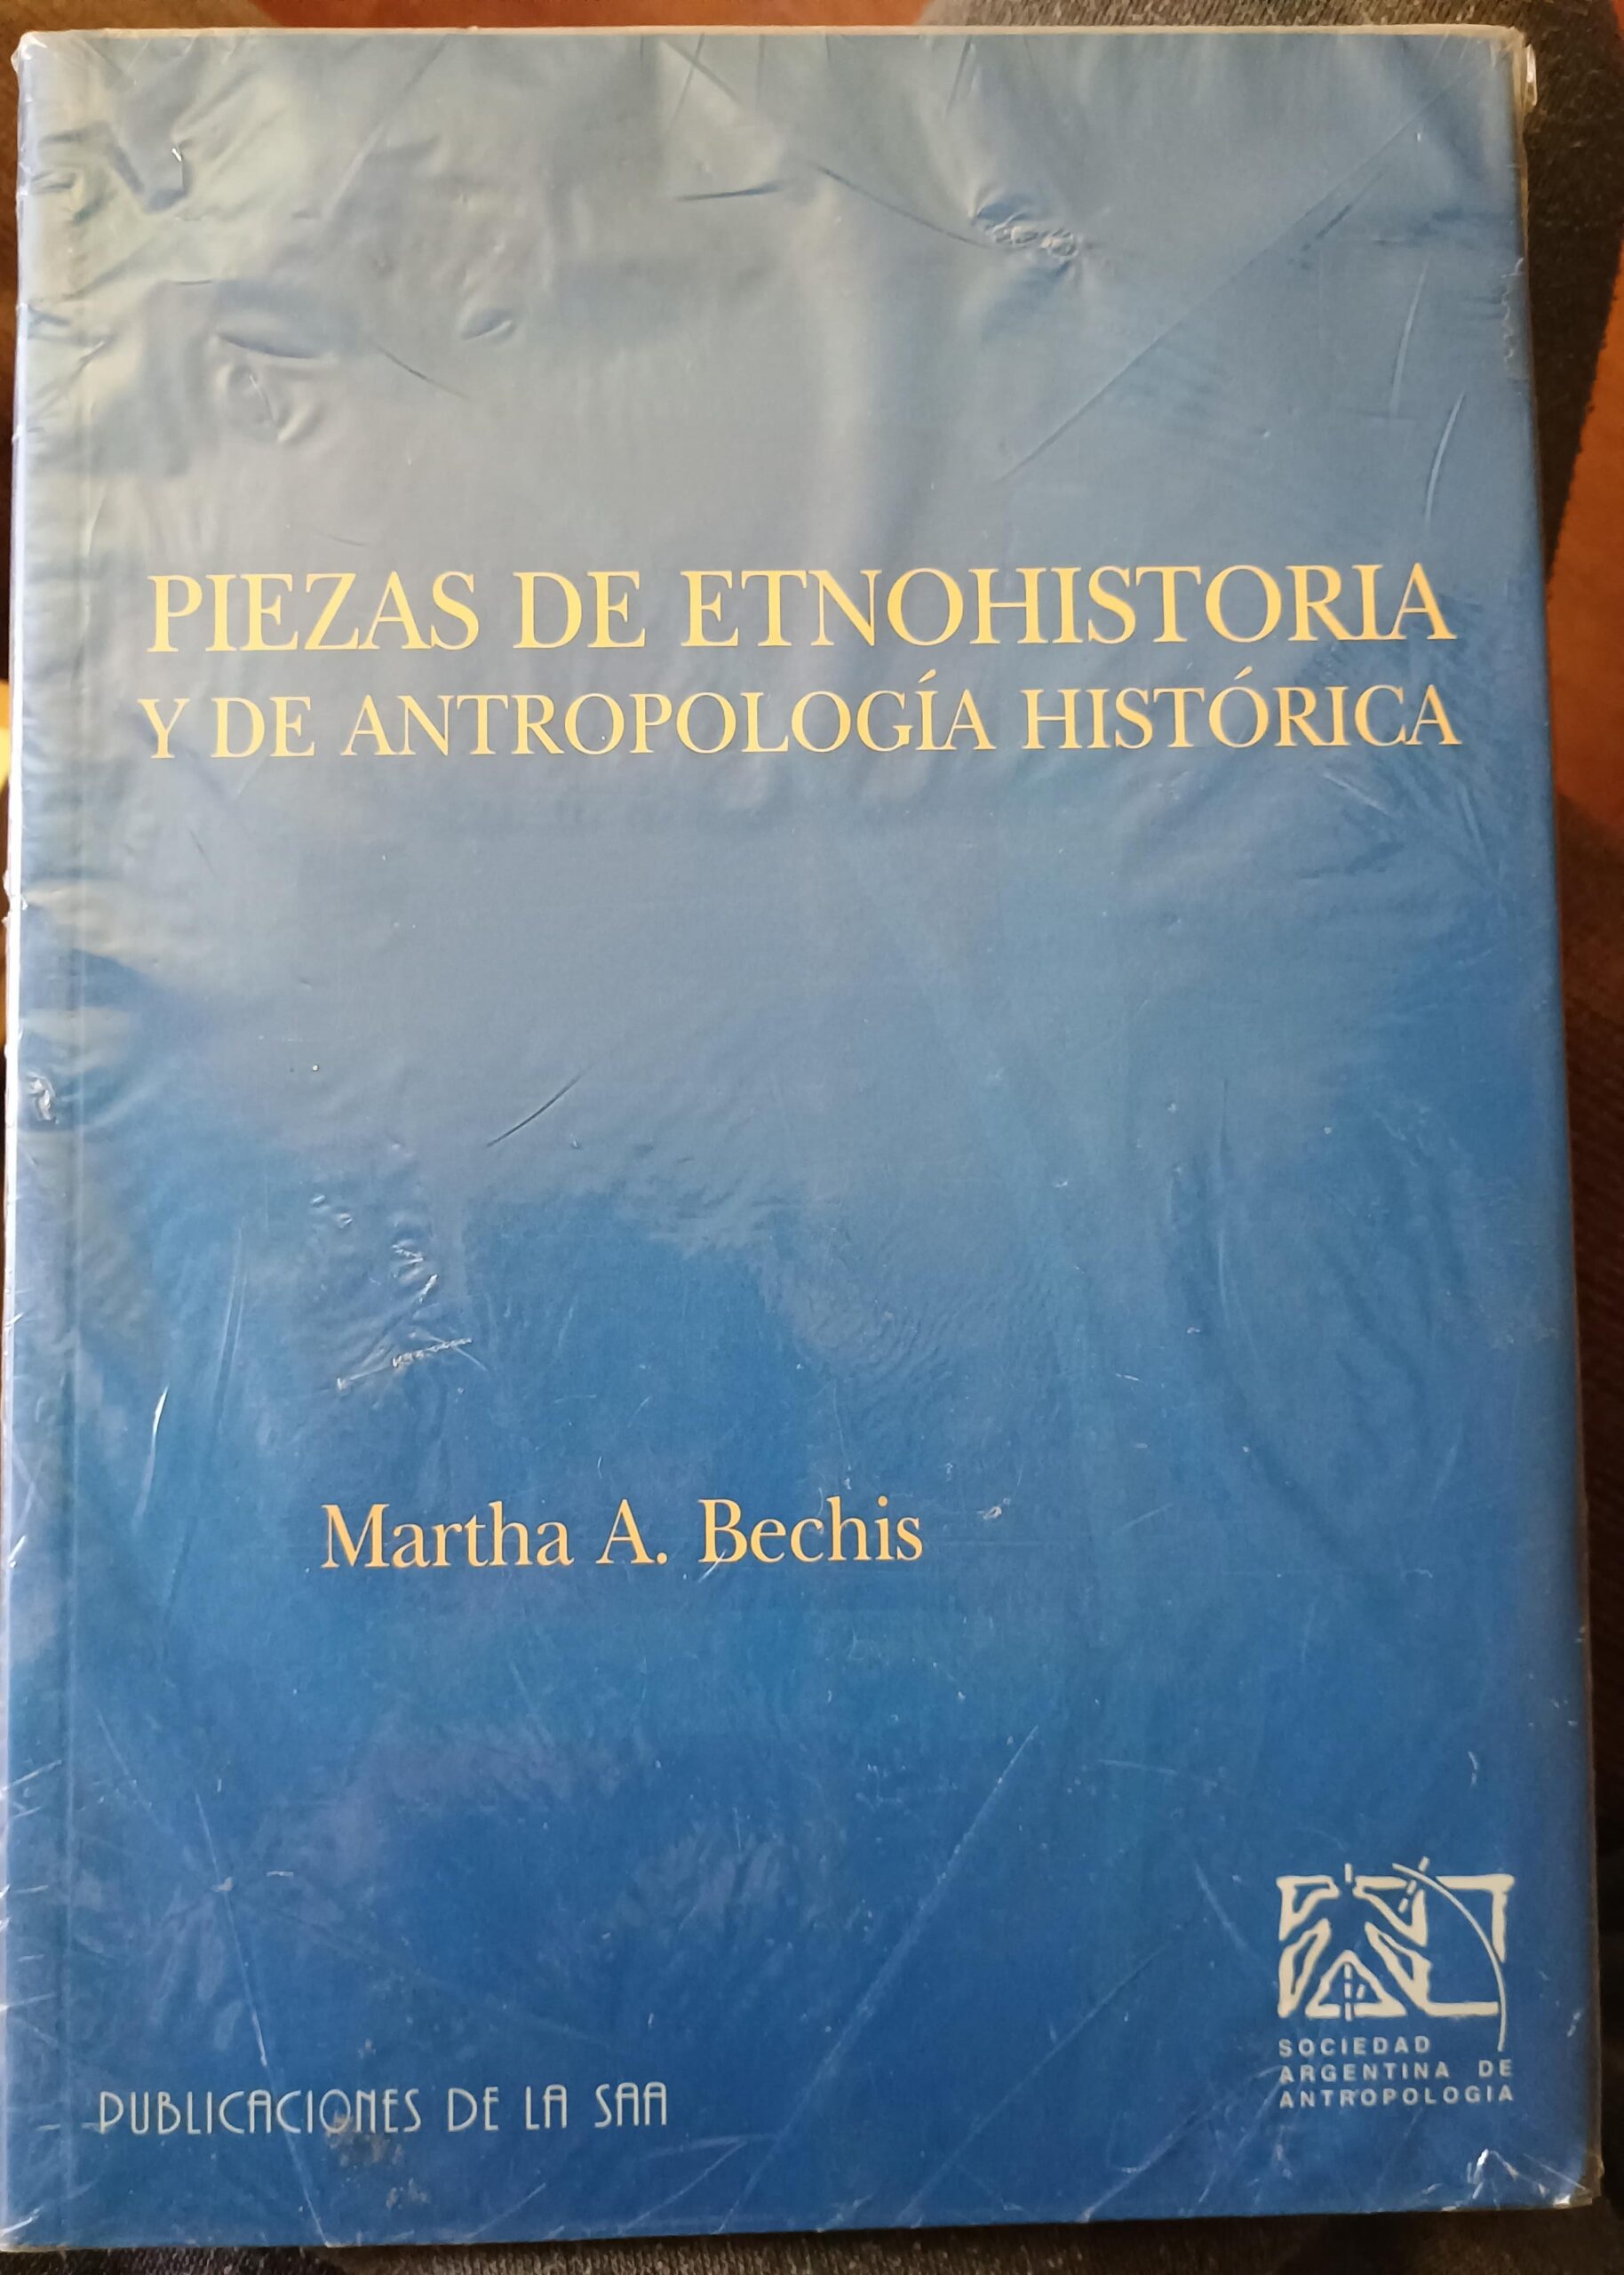 PIEZAS DE ETNOHISTORIA
Y DE ANTROPOLOGÍA HISTÓRICA
Martha A. Bechis
PUBLICACIONES DE LA SAA
SOCIEDAD
ARGENTINA DE
ANTROPOLOGIA